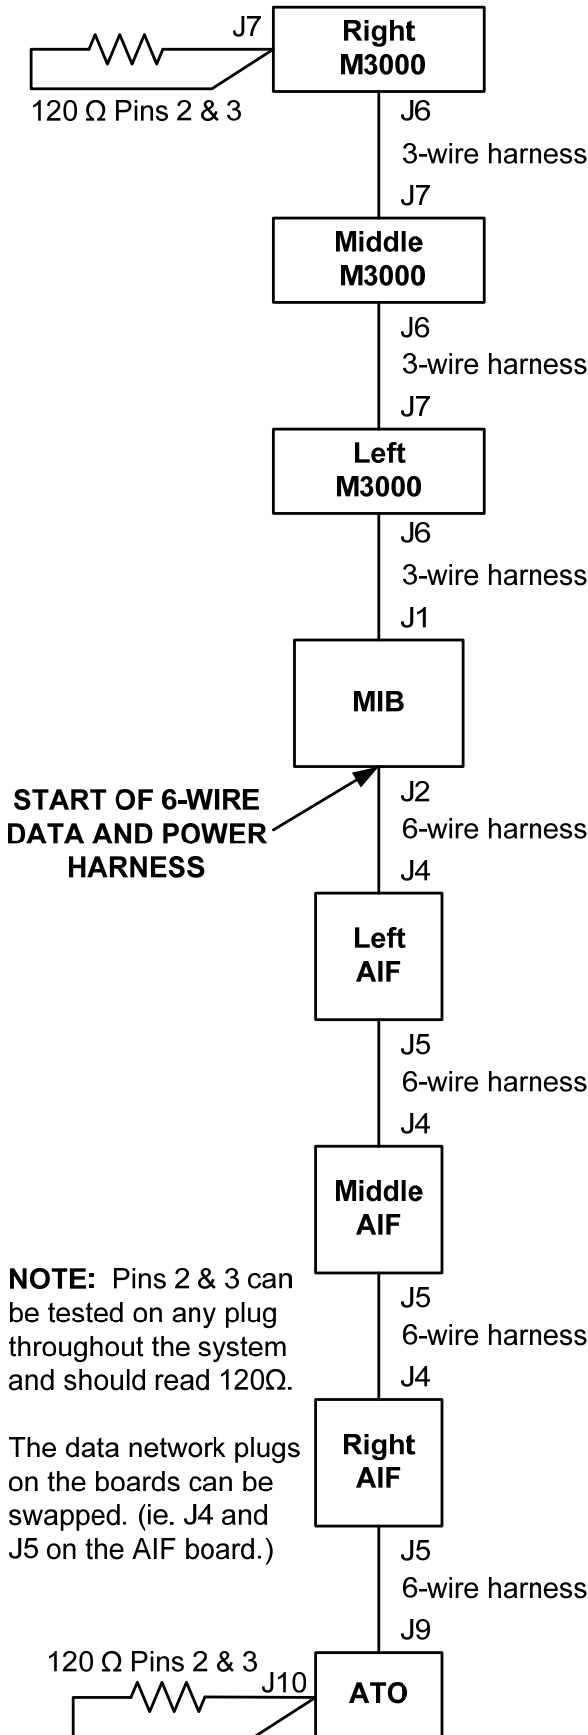 J7
Right
M3000
120 Ω Pins 2 & 3
J6
3-wire harness
J7
Middle
M3000
J6
3-wire harness
J7
Left
M3000
J6
3-wire harness
J1
MIB
START OF 6-WIRE
DATA AND POWER
HARNESS
J2
6-wire harness
J4
Left
AIF
J5
6-wire harness
J4
Middle
AIF
NOTE: Pins 2 & 3 can
be tested on any plug
throughout the system
and should read 120Ω.
J5
6-wire harness
J4
The data network plugs
on the boards can be
swapped. (ie. J4 and
J5 on the AIF board.)
Right
AIF
J5
6-wire harness
J9
120 Ω Pins 2 & 3
J10
ATO